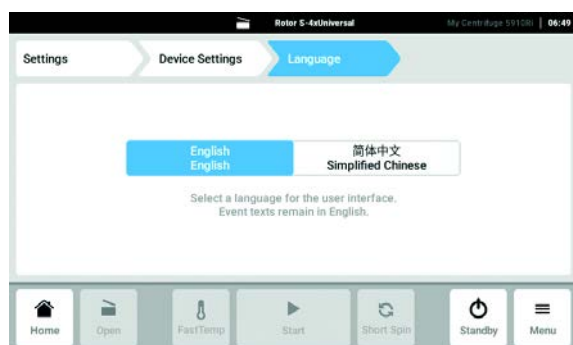 Rotor S-4xUniversal
My Centrifuge 5910Ri
06:49
Settings
Device Settings
Language
English
English
简体中文
Simplified Chinese
Select a language for the user interface.
Event texts remain in English.
Home
Open
FastTemp
Start
Short Spin
Standby
Menu